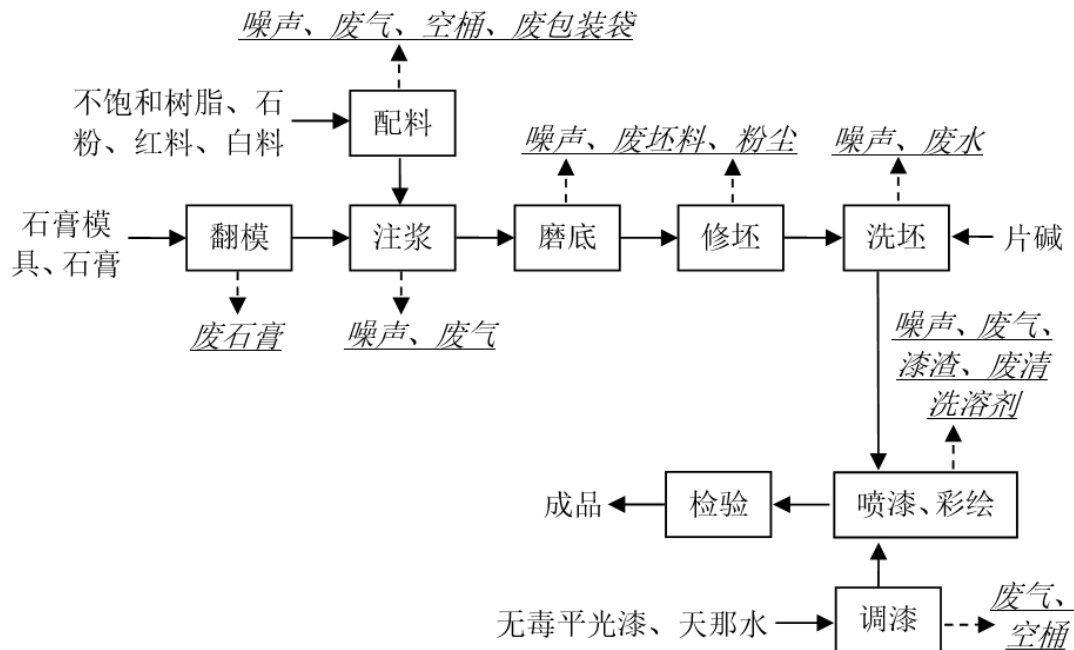 噪声、废气、空桶、废包装袋
不饱和树脂、石
粉、红料、白料
配料
噪声、废坯料、粉尘
噪声、废水
石膏模
具、石膏
翻模
注浆
磨底
修坯
洗坯
片碱
废石膏
噪声、废气
噪声、废气、
漆渣、废清
洗溶剂
成品
检验
喷漆、彩绘
无毒平光漆、天那水
调漆
废气、
空桶